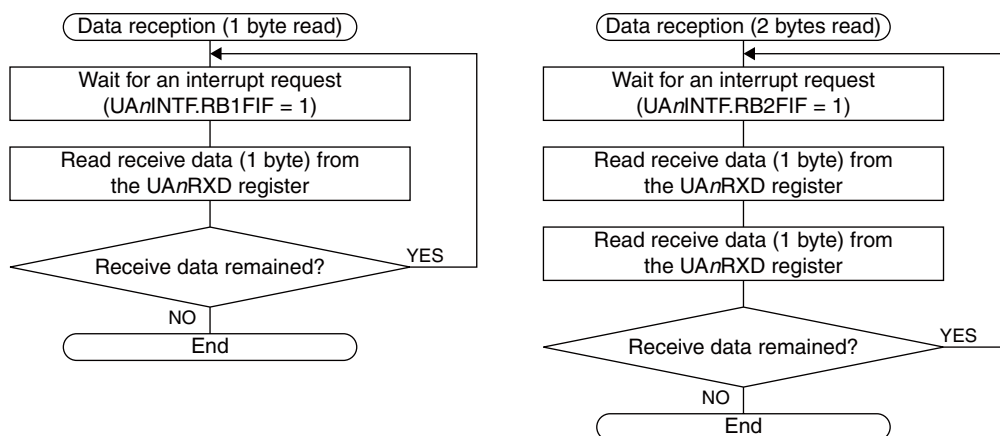 Data reception (1 byte read)
Wait for an interrupt request
(UAnINTF.RB1FIF = 1)
Read receive data (1 byte) from
the UAnRXD register
Receive data remained?
YES
NO
End
Data reception (2 bytes read)
Wait for an interrupt request
(UAnINTF.RB2FIF = 1)
Read receive data (1 byte) from
the UAnRXD register
Read receive data (1 byte) from
the UAnRXD register
Receive data remained?
YES
NO
End